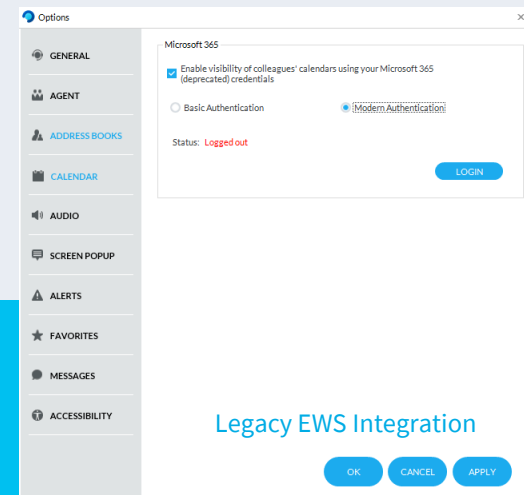 Options
×
GENERAL
AGENT
ADDRESS BOOKS
CALENDAR
AUDIO
SCREEN POPUP
ALERTS
FAVORITES
MESSAGES
ACCESSIBILITY
Microsoft 365
Enable visibility of colleagues' calendars using your Microsoft 365
(deprecated) credentials
Basic Authentication Modern Authentication
Status: Logged out
LOGIN
Legacy EWS Integration
OK CANCEL APPLY